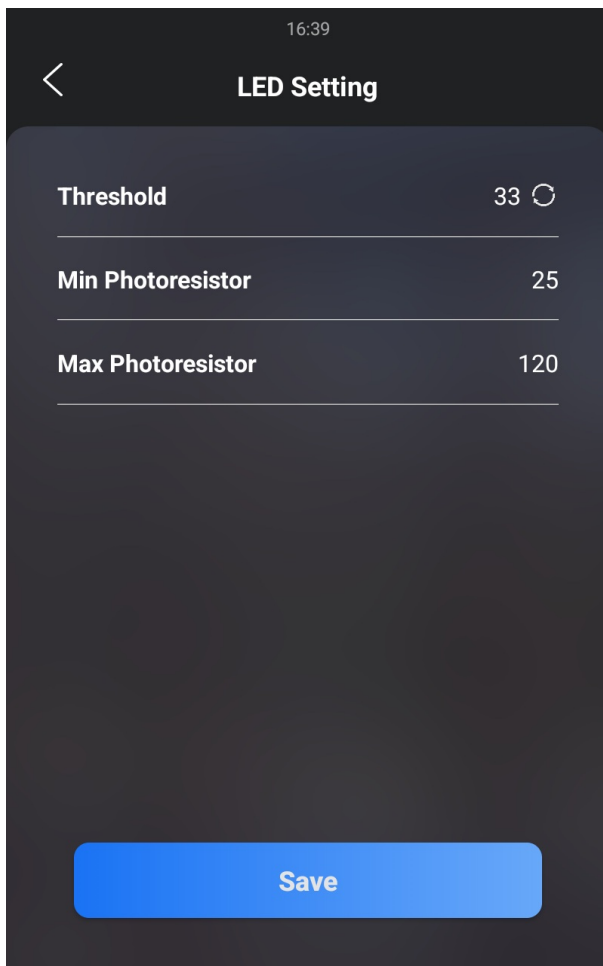 16:39
LED Setting
Threshold 33
Min Photoresistor 25
Max Photoresistor 120
Save